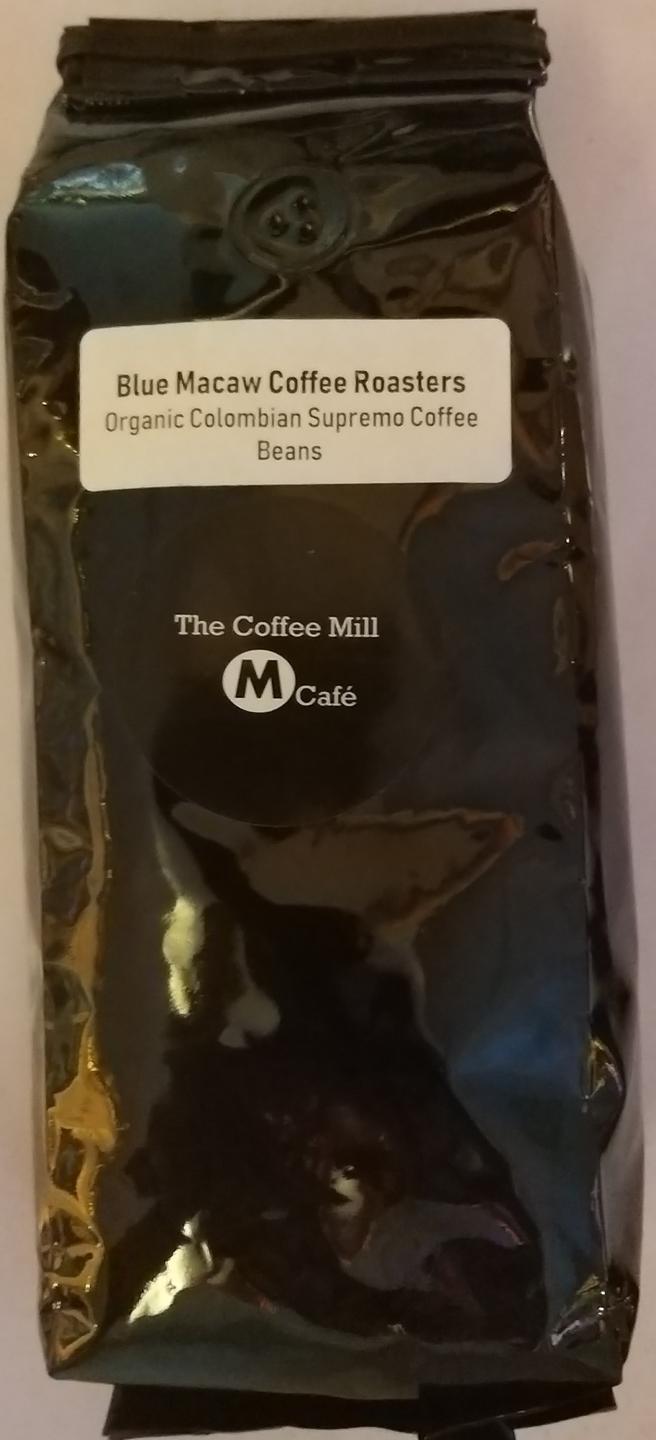 Blue Macaw Coffee Roasters
Organic Colombian Supremo Coffee
Beans
The Coffee Mill
M Café